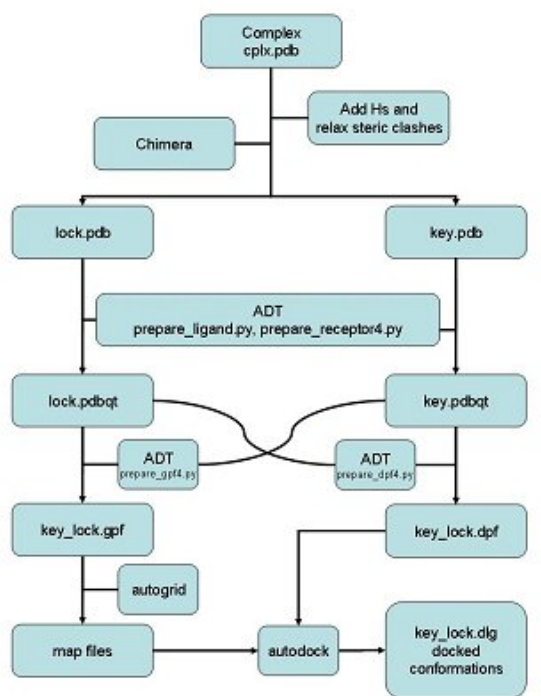 Complex
cplx.pdb
Add Hs and
relax steric clashes
Chimera
lock.pdb
key.pdb
ADT
prepare_ligand.py, prepare_receptor4.py
lock.pdbqt
key.pdbqt
ADT
prepare_gpf4.py
ADT
prepare_dpf4.py
key_lock.gpf
key_lock.dpf
autogrid
map files
autodock
key_lock.dlg
docked
conformations